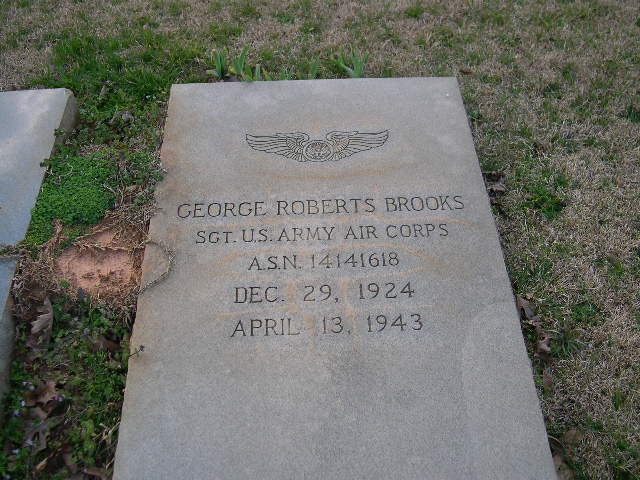 GEORGE ROBERTS BROOKS
SGT. U.S. ARMY AIR CORPS
A.S.N. 14141618
DEC. 29, 1924
APRIL 13, 1943